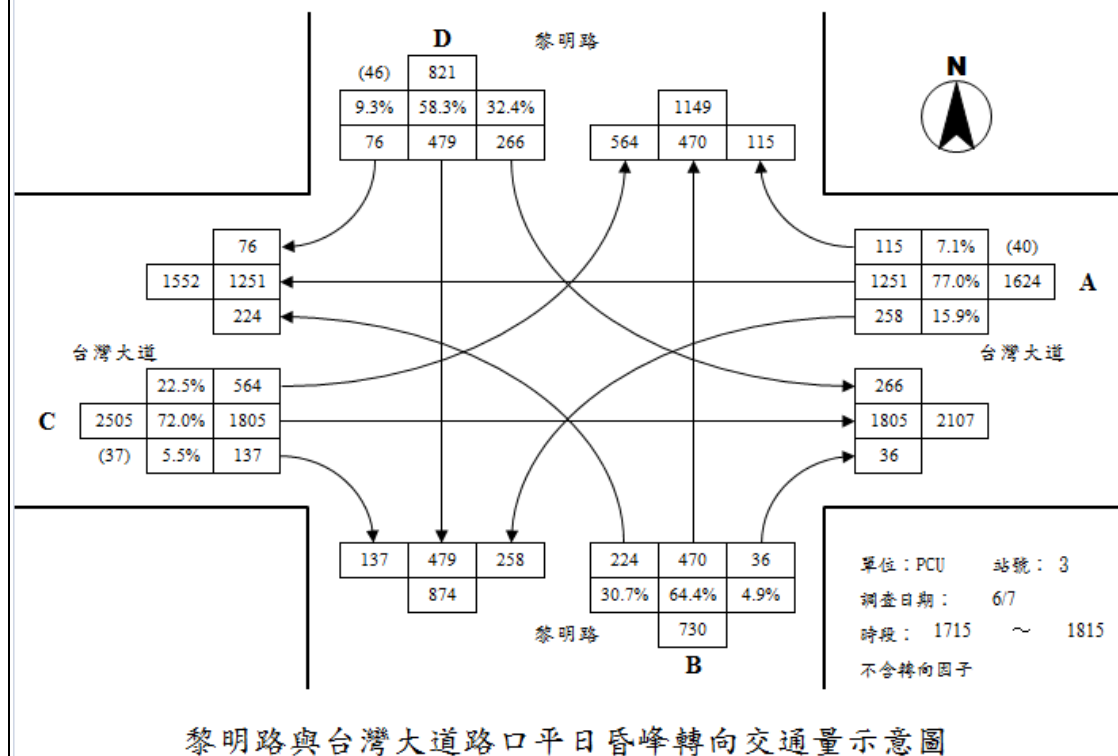 D 黎明路
(46) 821
9.3% 58.3% 32.4%
76 479 266
1149
564 470 115
N
76
1552 1251
224
台灣大道
115 7.1% (40)
1251 77.0% 1624
258 15.9%
A
台灣大道
22.5% 564
C 2505 72.0% 1805
(37) 5.5% 137
266
1805 2107
36
137 479 258
874
224 470 36
30.7% 64.4% 4.9%
黎明路 730
B
單位：PCU 站號： 3
調查日期： 6/7
時段： 1715 ～ 1815
不含轉向因子
黎明路與台灣大道路口平日昏峰轉向交通量示意圖